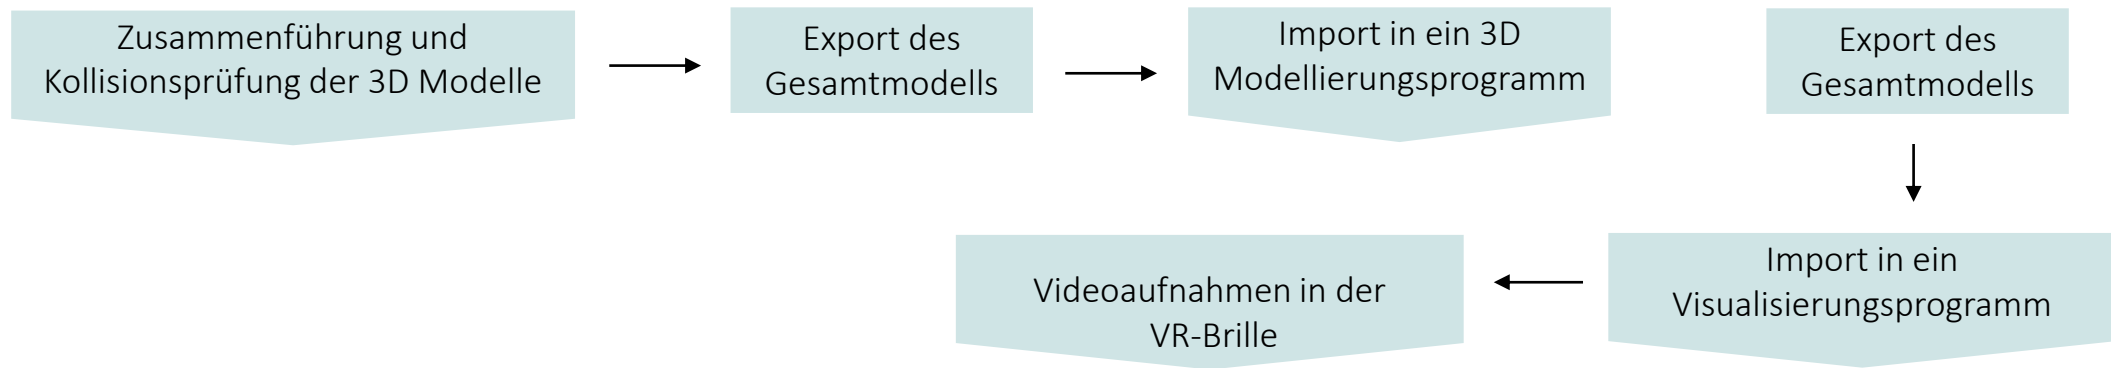 Zusammenführung und
Kollisionsprüfung der 3D Modelle
Export des
Gesamtmodells
Import in ein 3D
Modellierungsprogramm
Export des
Gesamtmodells
Import in ein
Visualisierungsprogramm
Videoaufnahmen in der
VR-Brille